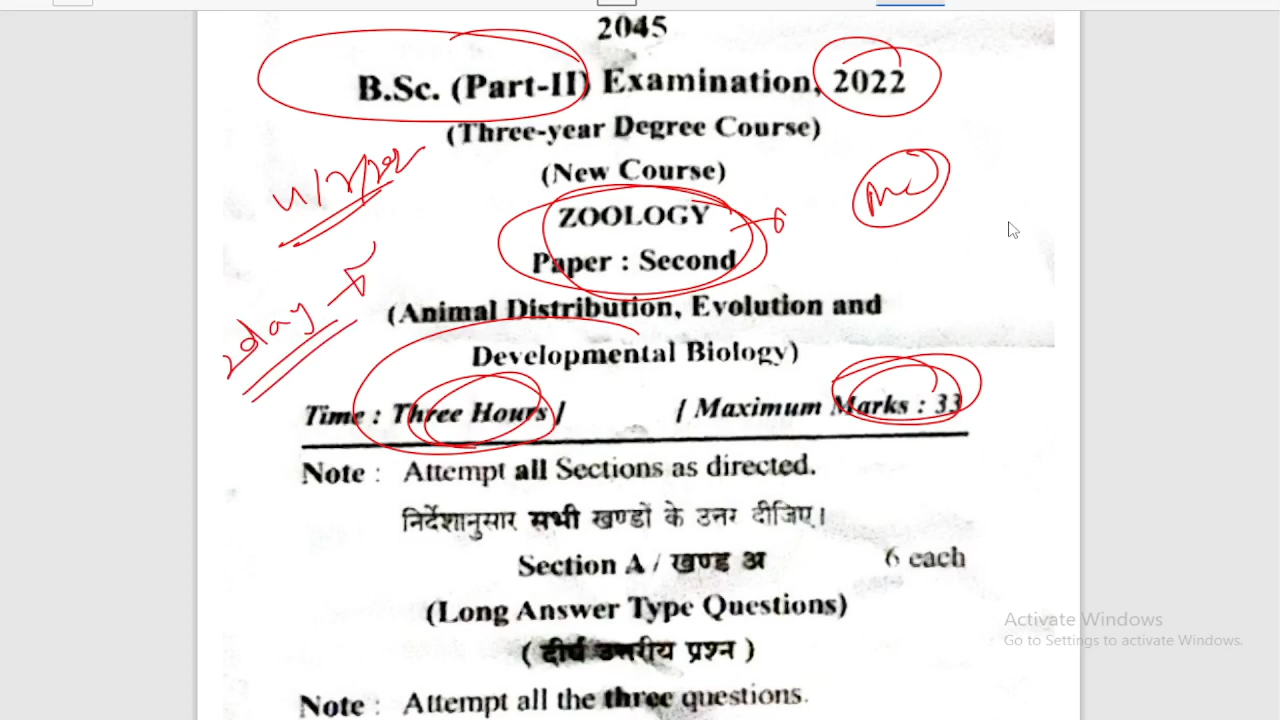 2045
B.Sc. (Part-II) Examination, 2022
(Three-year Degree Course)
(New Course)
ZOOLOGY
Paper : Second
(Animal Distribution, Evolution and
Developmental Biology)
Time : Three Hours ] [ Maximum Marks : 33
Note : Attempt all Sections as directed.
निर्देशानुसार सभी खण्डों के उत्तर दीजिए।
Section A / खण्ड अ 6 each
(Long Answer Type Questions)
( दीर्घ उत्तरीय प्रश्न )
Note : Attempt all the three questions.
Activate Windows
Go to Settings to activate Windows.